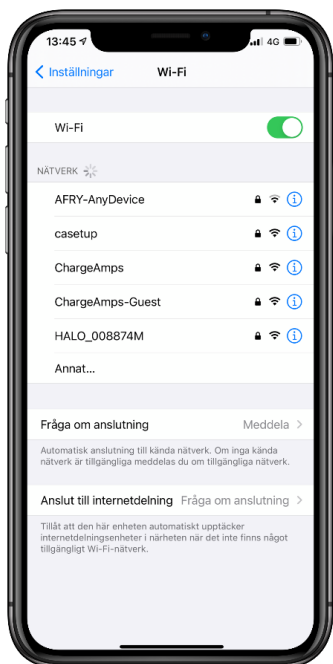 13:45
4G
Inställningar
Wi-Fi
Wi-Fi
NÄTVERK
AFRY-AnyDevice
casetup
ChargeAmps
ChargeAmps-Guest
HALO_008874M
Annat...
Fråga om anslutning Meddela
Automatisk anslutning till kända nätverk. Om inga kända
nätverk är tillgängliga meddelas du om tillgängliga nätverk.
Anslut till internetdelning Fråga om anslutning
Tillåt att den här enheten automatiskt upptäcker
internetdelningsenheter i närheten när det inte finns något
tillgängligt Wi-Fi-nätverk.